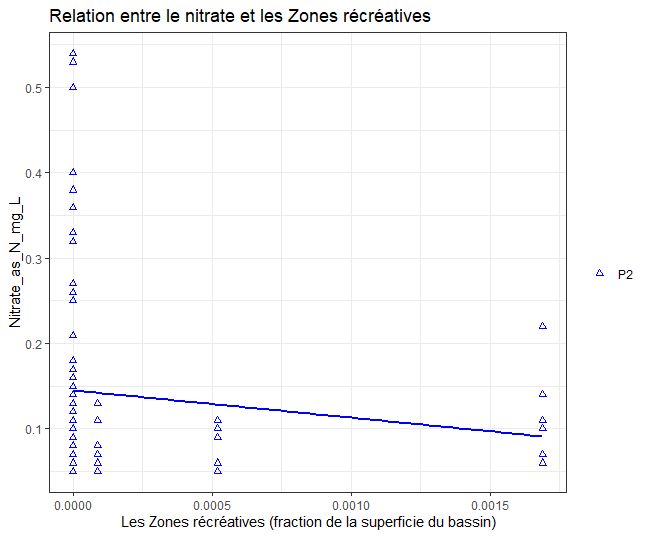 Relation entre le nitrate et les Zones récréatives
0.5
0.4
0.3
0.2
0.1
Nitrate_as_N_mg_L
P2
0.0000 0.0005 0.0010 0.0015
Les Zones récréatives (fraction de la superficie du bassin)